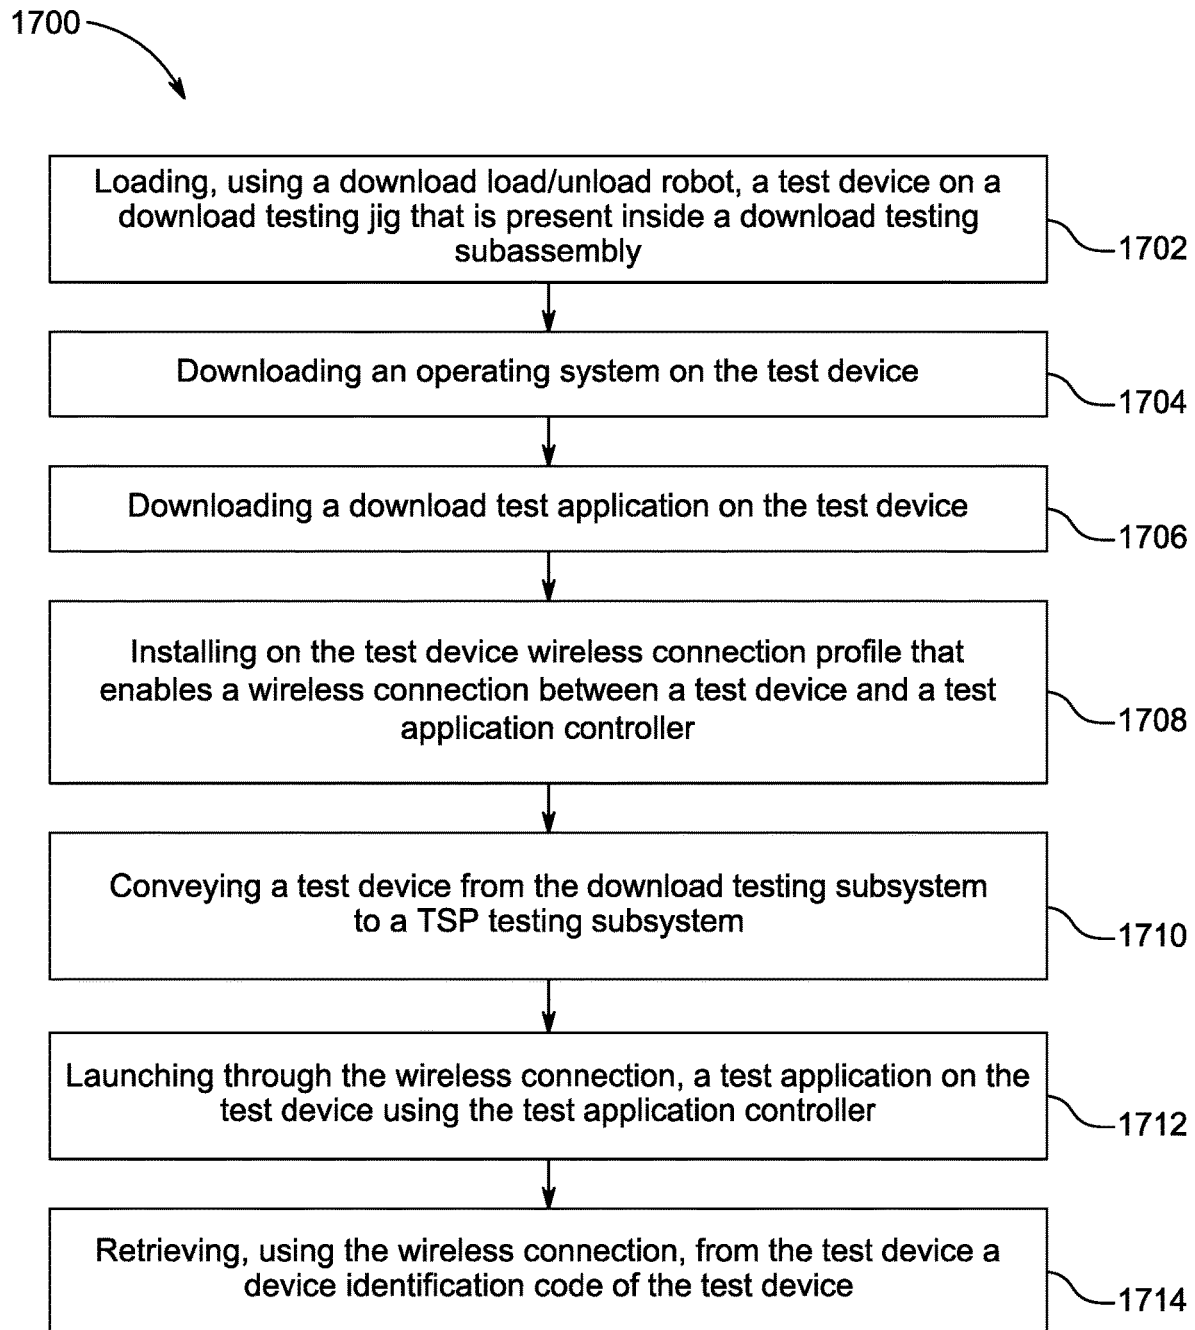 1700
Loading, using a download load/unload robot, a test device on a
download testing jig that is present inside a download testing
subassembly
1702
Downloading an operating system on the test device
1704
Downloading a download test application on the test device
1706
Installing on the test device wireless connection profile that
enables a wireless connection between a test device and a test
application controller
1708
Conveying a test device from the download testing subsystem
to a TSP testing subsystem
1710
Launching through the wireless connection, a test application on the
test device using the test application controller
1712
Retrieving, using the wireless connection, from the test device a
device identification code of the test device
1714